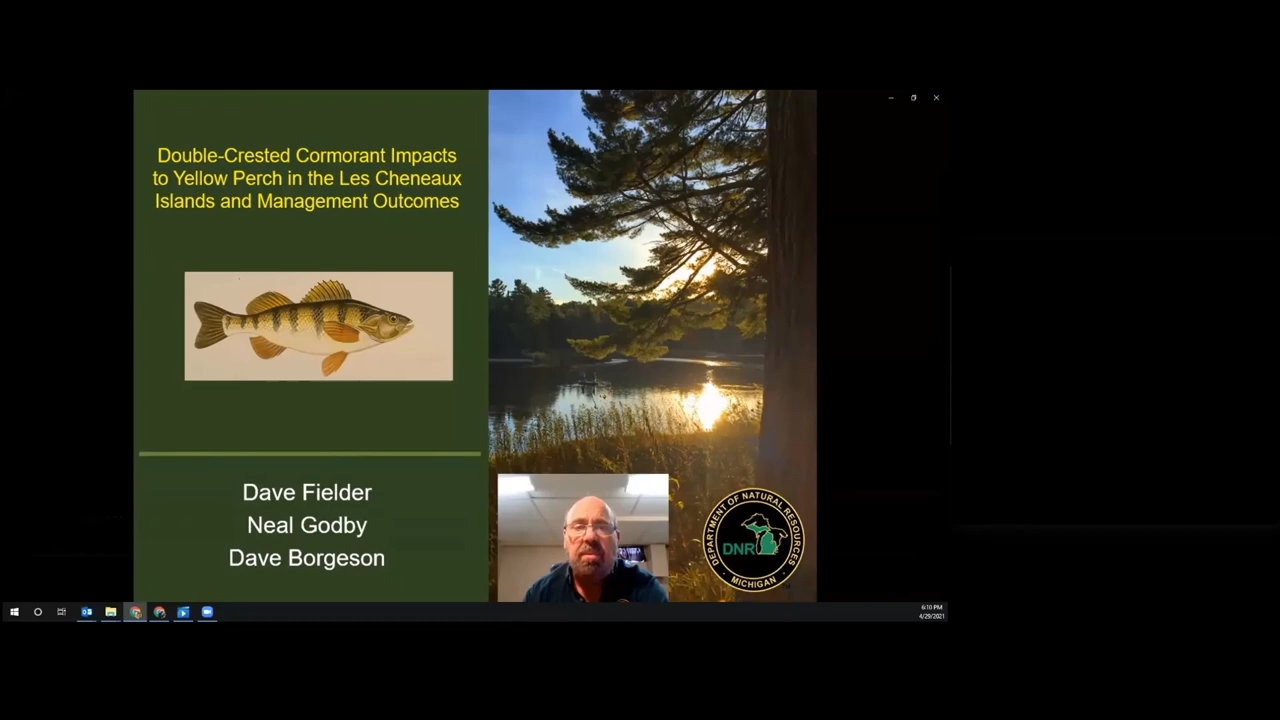 Double-Crested Cormorant Impacts
to Yellow Perch in the Les Cheneaux
Islands and Management Outcomes
Dave Fielder
Neal Godby
Dave Borgeson
DEPARTMENT OF NATURAL RESOURCES
DNR
MICHIGAN
6:10 PM
4/29/2021